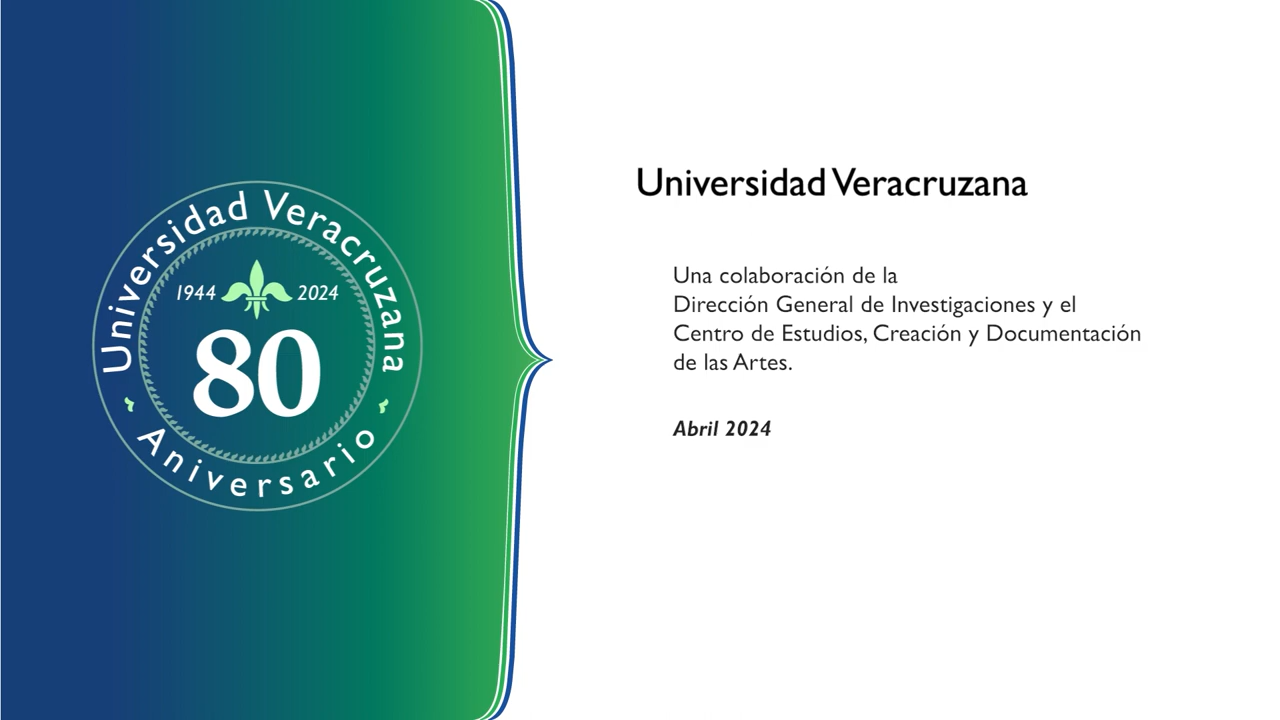 Universidad Veracruzana
1944 2024
80
Aniversario
Universidad Veracruzana
Una colaboración de la
Dirección General de Investigaciones y el
Centro de Estudios, Creación y Documentación
de las Artes.
Abril 2024